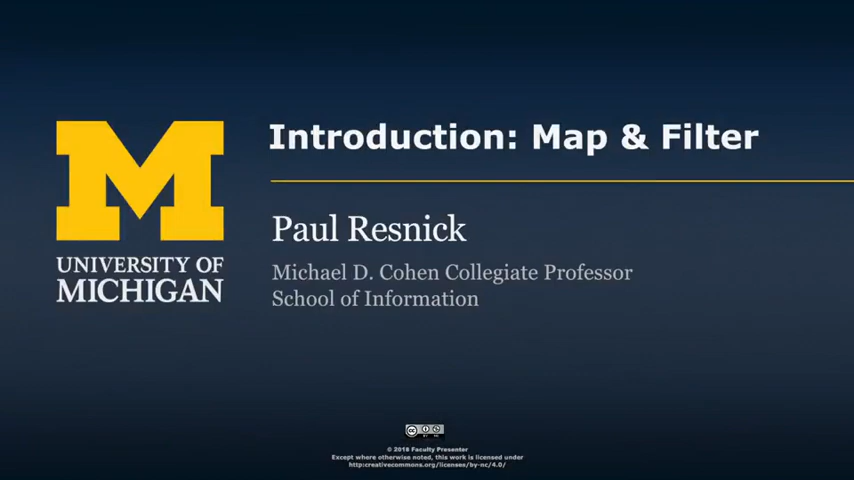 Introduction: Map & Filter
Paul Resnick
Michael D. Cohen Collegiate Professor
School of Information
UNIVERSITY OF
MICHIGAN
© 2016 Faculty Presenter
Except where otherwise noted, this work is licensed under
http:creativecommons.org/licenses/by-nc/4.0/